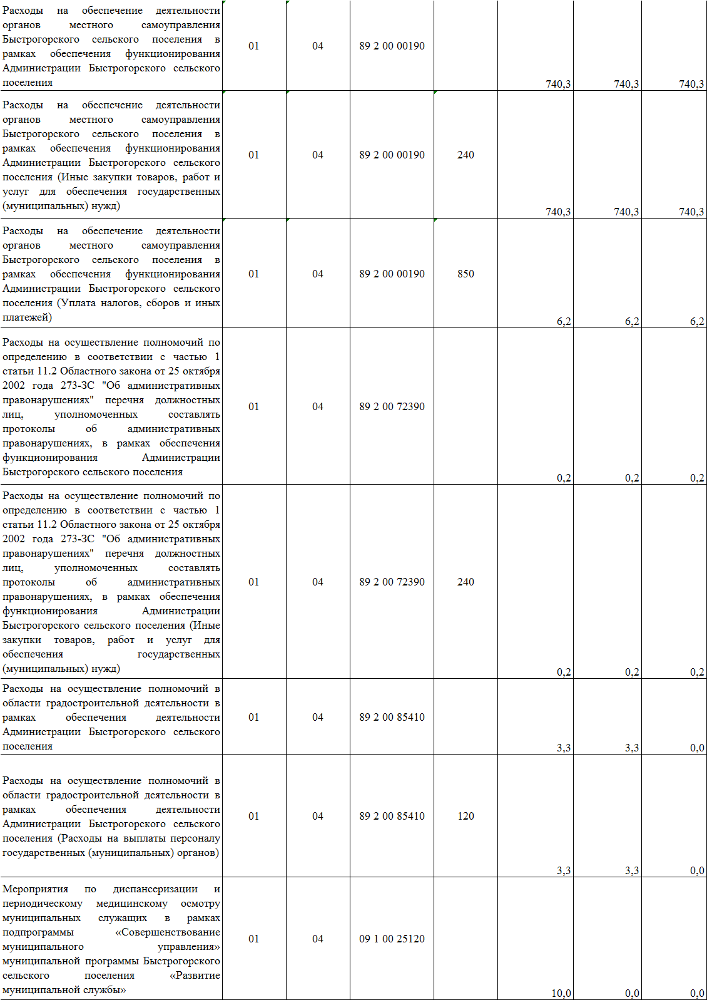 Расходы на обеспечение деятельности
органов местного самоуправления
Быстрогорского сельского поселения в
рамках обеспечения функционирования
Администрации Быстрогорского сельского
поселения
01
04
89 2 00 00190
740,3
740,3
740,3
Расходы на обеспечение деятельности
органов местного самоуправления
Быстрогорского сельского поселения в
рамках обеспечения функционирования
Администрации Быстрогорского сельского
поселения (Иные закупки товаров, работ и
услуг для обеспечения государственных
(муниципальных) нужд)
01
04
89 2 00 00190
240
740,3
740,3
740,3
Расходы на обеспечение деятельности
органов местного самоуправления
Быстрогорского сельского поселения в
рамках обеспечения функционирования
Администрации Быстрогорского сельского
поселения (Уплата налогов, сборов и иных
платежей)
01
04
89 2 00 00190
850
6,2
6,2
6,2
Расходы на осуществление полномочий по
определению в соответствии с частью 1
статьи 11.2 Областного закона от 25 октября
2002 года 273-ЗС "Об административных
правонарушениях" перечня должностных
лиц, уполномоченных составлять
протоколы об административных
правонарушениях, в рамках обеспечения
функционирования Администрации
Быстрогорского сельского поселения
01
04
89 2 00 72390
0,2
0,2
0,2
Расходы на осуществление полномочий по
определению в соответствии с частью 1
статьи 11.2 Областного закона от 25 октября
2002 года 273-ЗС "Об административных
правонарушениях" перечня должностных
лиц, уполномоченных составлять
протоколы об административных
правонарушениях, в рамках обеспечения
функционирования Администрации
Быстрогорского сельского поселения (Иные
закупки товаров, работ и услуг для
обеспечения государственных
(муниципальных) нужд)
01
04
89 2 00 72390
240
0,2
0,2
0,2
Расходы на осуществление полномочий в
области градостроительной деятельности в
рамках обеспечения деятельности
Администрации Быстрогорского сельского
поселения
01
04
89 2 00 85410
3,3
3,3
0,0
Расходы на осуществление полномочий в
области градостроительной деятельности в
рамках обеспечения деятельности
Администрации Быстрогорского сельского
поселения (Расходы на выплаты персоналу
государственных (муниципальных) органов)
01
04
89 2 00 85410
120
3,3
3,3
0,0
Мероприятия по диспансеризации и
периодическому медицинскому осмотру
муниципальных служащих в рамках
подпрограммы «Совершенствование
муниципального управления»
муниципальной программы Быстрогорского
сельского поселения «Развитие
муниципальной службы»
01
04
09 1 00 25120
10,0
0,0
0,0